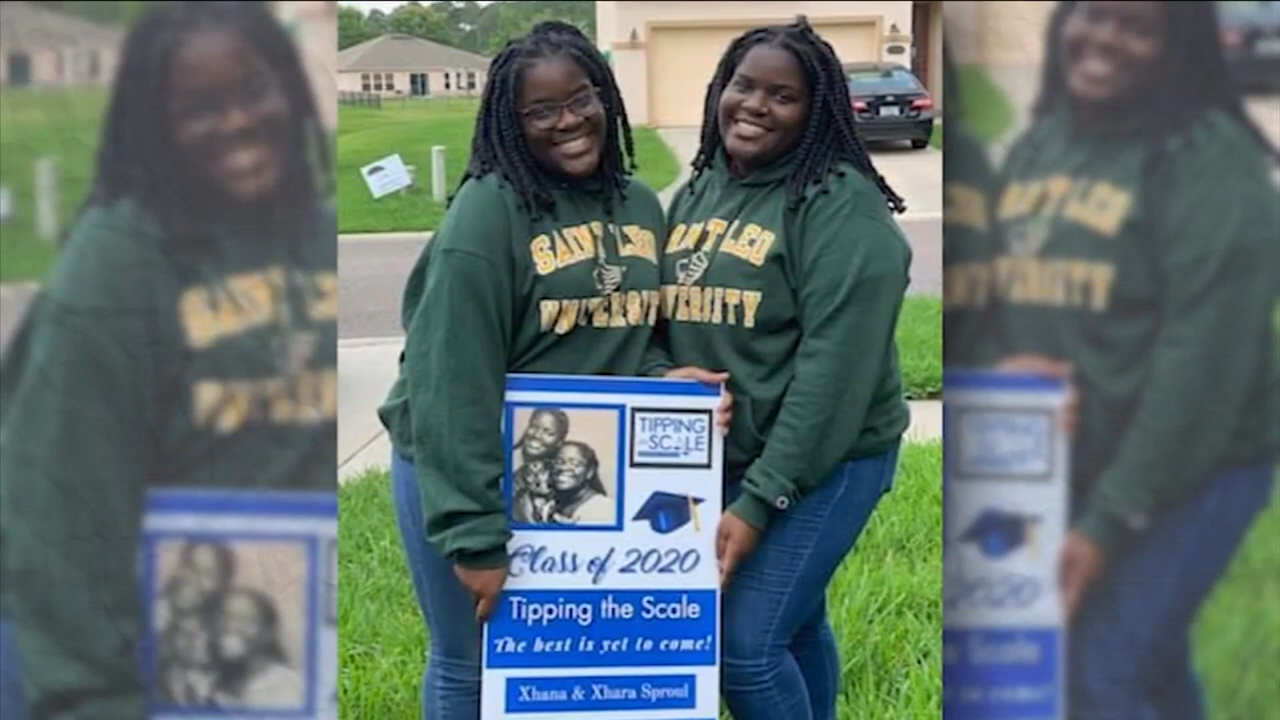 SAINT LEO
UNIVERSITY
SAINT LEO
UNIVERSITY
TIPPING
the SCALE
Class of 2020
Tipping the Scale
The best is yet to come!
Xhana & Xhara Sproul